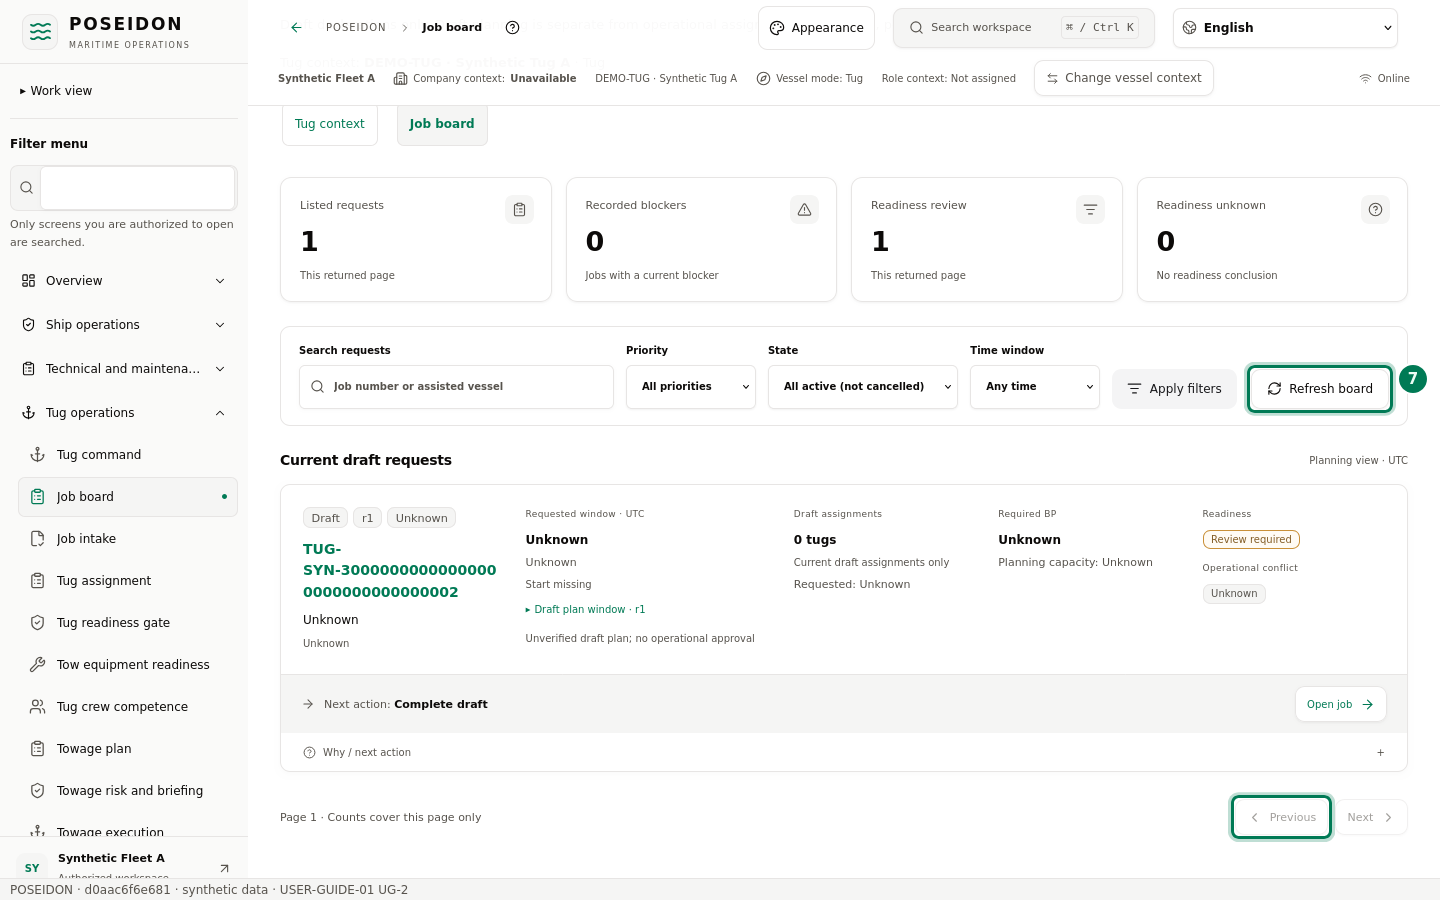 POSEIDON
MARITIME OPERATIONS
▸ Work view
Filter menu
Only screens you are authorized to open
are searched.
Overview
Ship operations
Technical and maintena...
Tug operations
Tug command
Job board
Job intake
Tug assignment
Tug readiness gate
Tow equipment readiness
Tug crew competence
Towage plan
Towage risk and briefing
Towage execution
SY
Synthetic Fleet A
Authorized workspace
POSEIDON
Job board
Appearance
Search workspace
⌘ / Ctrl K
English
Synthetic Fleet A
Company context: Unavailable
DEMO-TUG · Synthetic Tug A
Vessel mode: Tug
Role context: Not assigned
Change vessel context
Online
Tug context
Job board
Listed requests
1
This returned page
Recorded blockers
0
Jobs with a current blocker
Readiness review
1
This returned page
Readiness unknown
0
No readiness conclusion
Search requests
Job number or assisted vessel
Priority
All priorities
State
All active (not cancelled)
Time window
Any time
Apply filters
Refresh board
7
Current draft requests
Planning view · UTC
Draft
r1
Unknown
TUG-
SYN-3000000000000000
0000000000000002
Unknown
Unknown
Requested window · UTC
Unknown
Unknown
Start missing
▸ Draft plan window · r1
Unverified draft plan; no operational approval
Draft assignments
0 tugs
Current draft assignments only
Requested: Unknown
Required BP
Unknown
Planning capacity: Unknown
Readiness
Review required
Operational conflict
Unknown
Next action: Complete draft
Open job
Why / next action
+
Page 1 · Counts cover this page only
Previous
Next
POSEIDON · d0aac6f6e681 · synthetic data · USER-GUIDE-01 UG-2